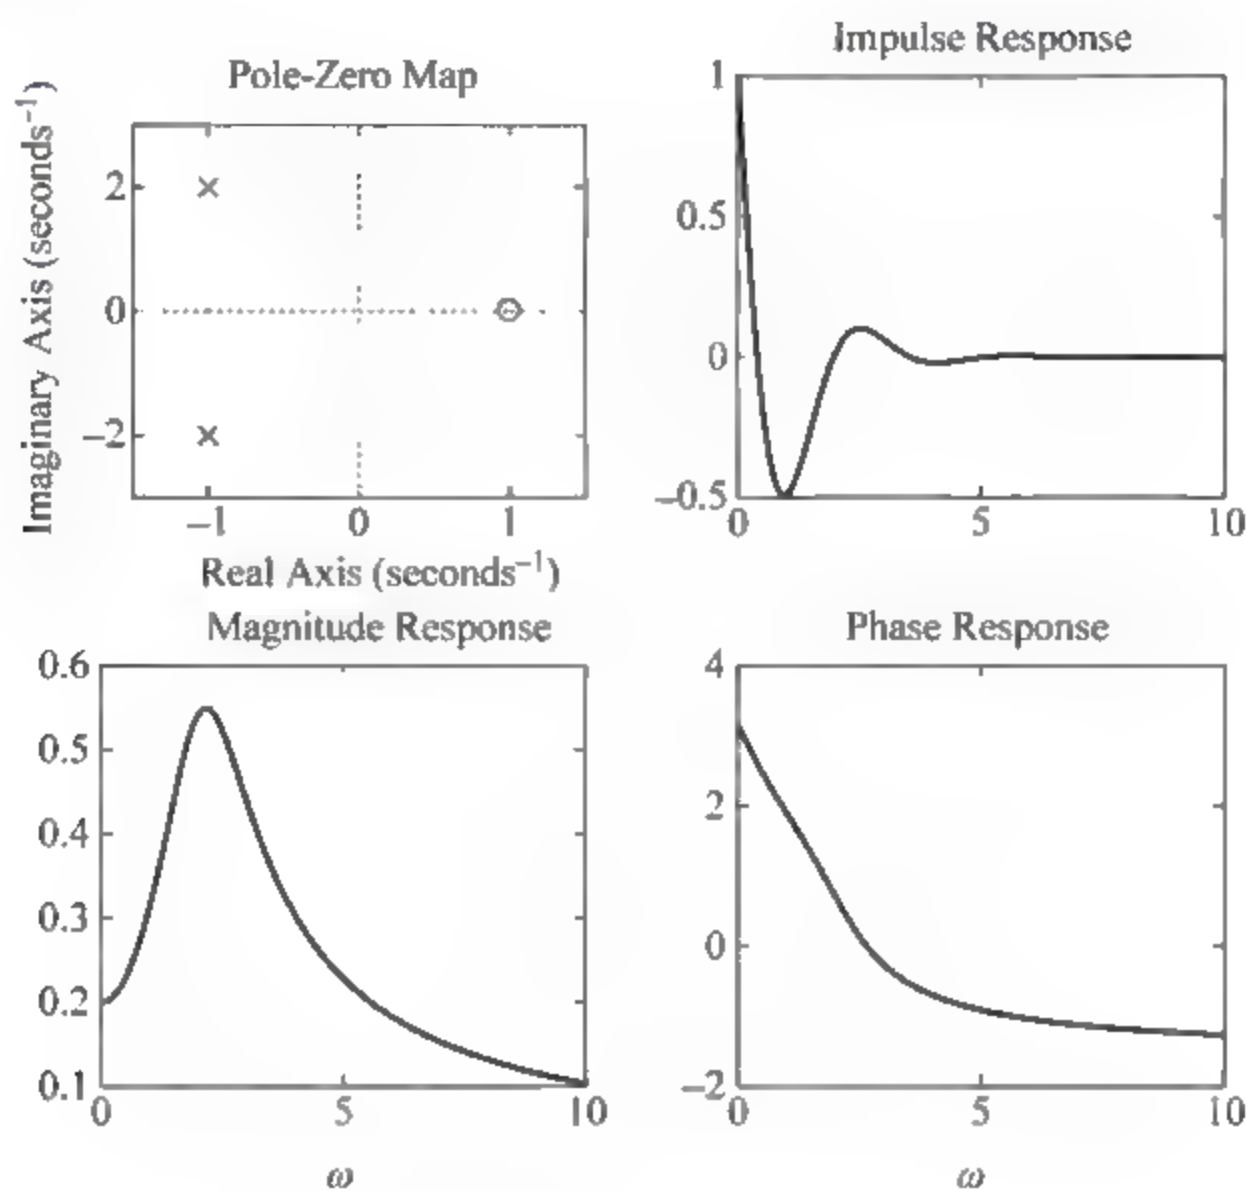 Pole-Zero Map
Imaginary Axis (seconds⁻¹)
2
0
−2
−1 0 1
Real Axis (seconds⁻¹)
Impulse Response
1
0.5
0
−0.5
0 5 10
Magnitude Response
0.6
0.5
0.4
0.3
0.2
0.1
0 5 10
ω
Phase Response
4
2
0
−2
0 5 10
ω